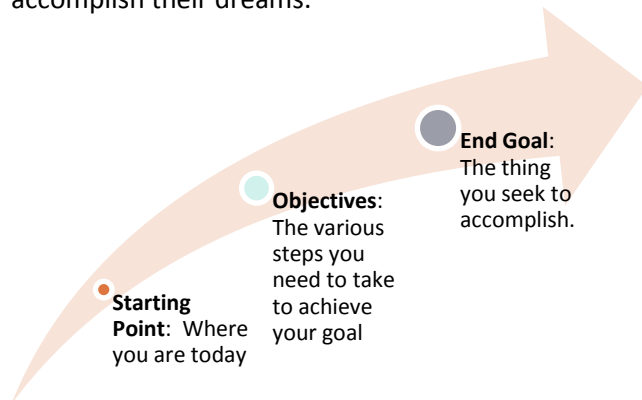 accomplish their dreams.
End Goal:
The thing
you seek to
accomplish.
Objectives:
The various
steps you
need to take
to achieve
your goal
Starting
Point:  Where
you are today